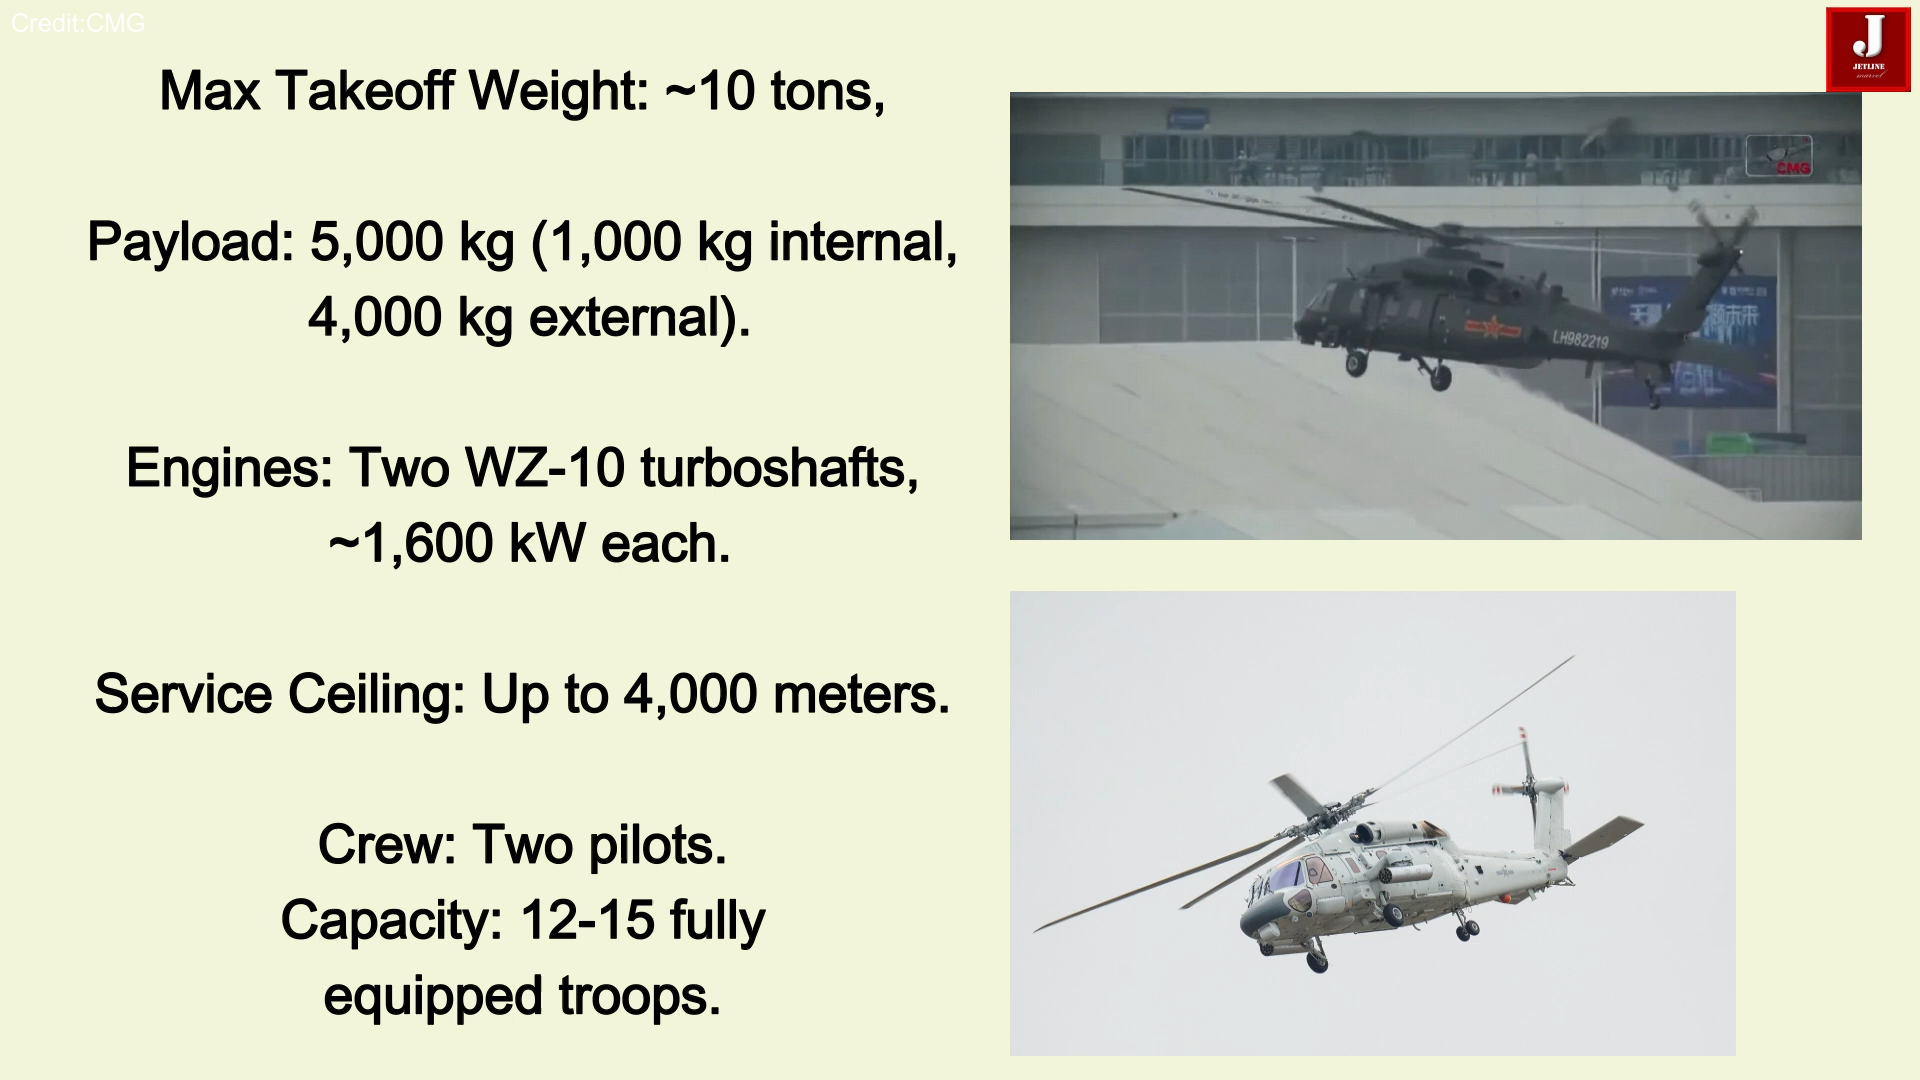 Credit:CMG
J
JETLINE
marvel
Max Takeoff Weight: ~10 tons,
Payload: 5,000 kg (1,000 kg internal,
4,000 kg external).
Engines: Two WZ-10 turboshafts,
~1,600 kW each.
Service Ceiling: Up to 4,000 meters.
Crew: Two pilots.
Capacity: 12-15 fully
equipped troops.
CMG
LH982219